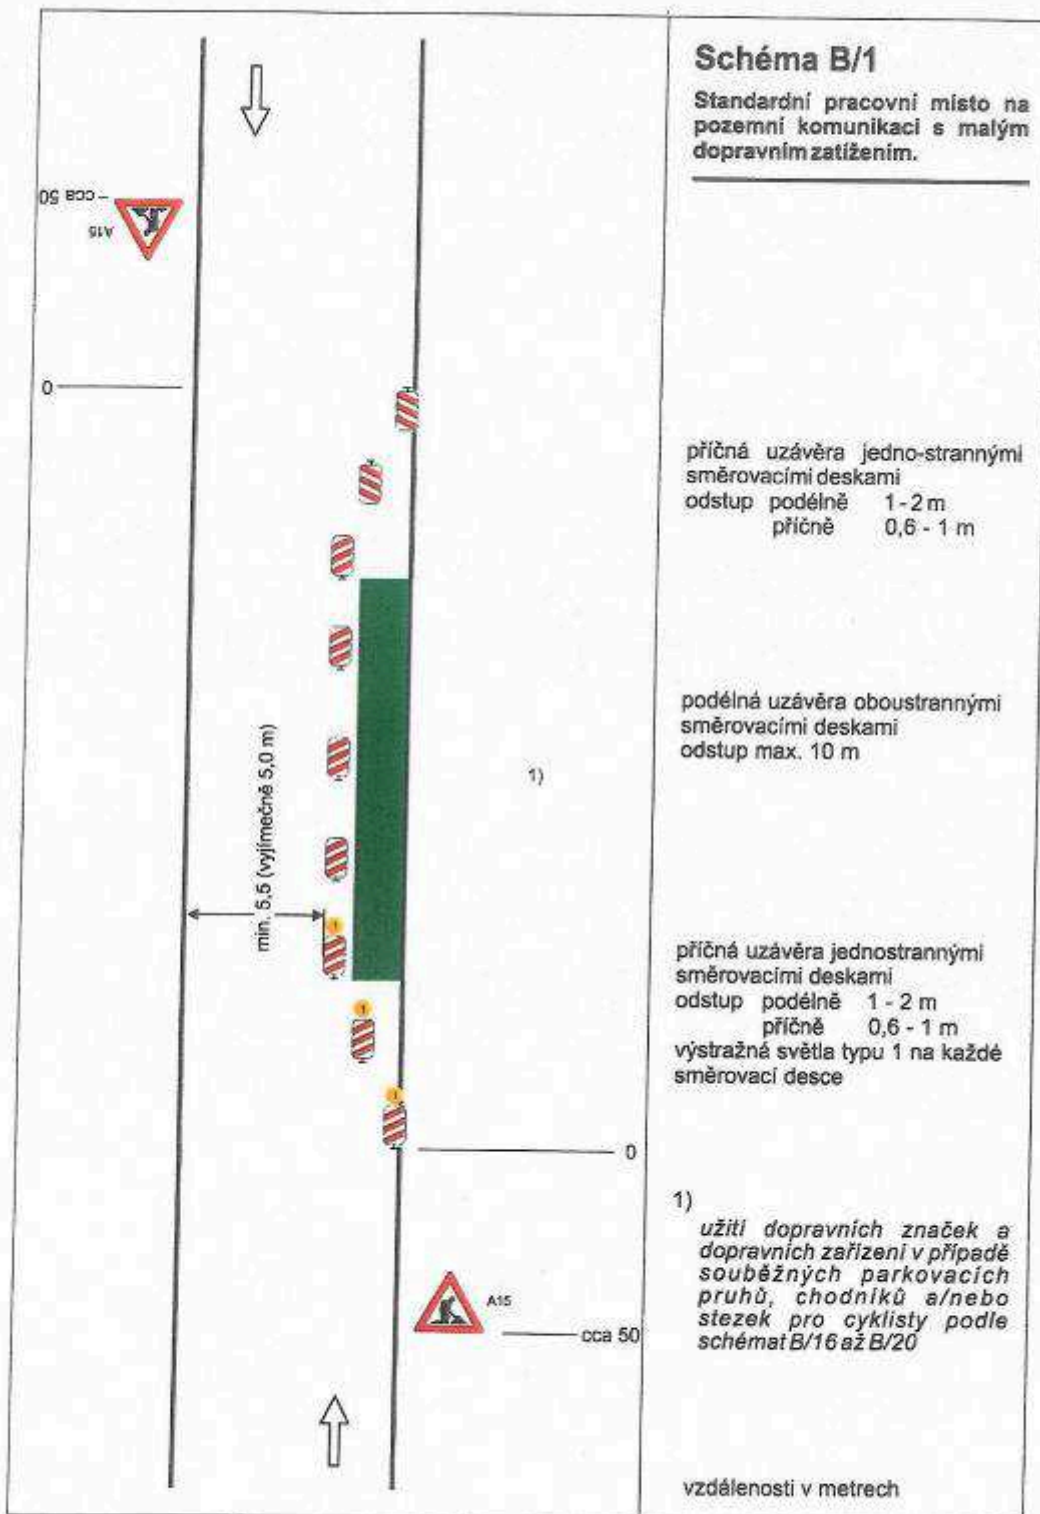 Schéma B/1
Standardní pracovní místo na
pozemní komunikaci s malým
dopravním zatížením.
cca 50
A15
0
příčná uzávěra jedno-strannými
směrovacími deskami
odstup podélně 1 - 2 m
příčně 0,6 - 1 m
podélná uzávěra oboustrannými
směrovacími deskami
odstup max. 10 m
1)
min. 5,5 (vyjímečně 5,0 m)
1
1
1
příčná uzávěra jednostrannými
směrovacími deskami
odstup podélně 1 - 2 m
příčně 0,6 - 1 m
výstražná světla typu 1 na každé
směrovací desce
0
A15
cca 50
1)
užití dopravních značek a
dopravních zařízení v případě
souběžných parkovacích
pruhů, chodníků a/nebo
stezek pro cyklisty podle
schémat B/16 až B/20
vzdálenosti v metrech